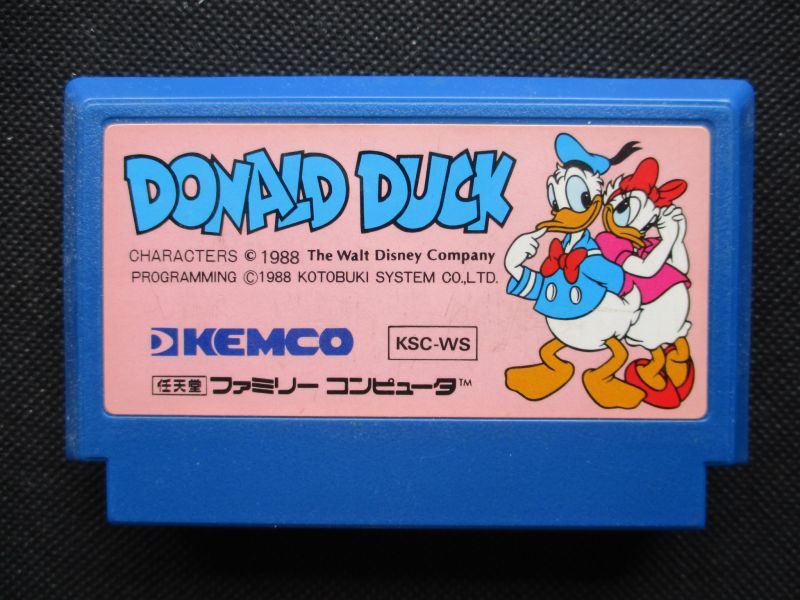 DONALD DUCK
CHARACTERS © 1988 The Walt Disney Company
PROGRAMMING ©1988 KOTOBUKI SYSTEM CO.,LTD.
KEMCO KSC-WS
任天堂 ファミリーコンピュータ™